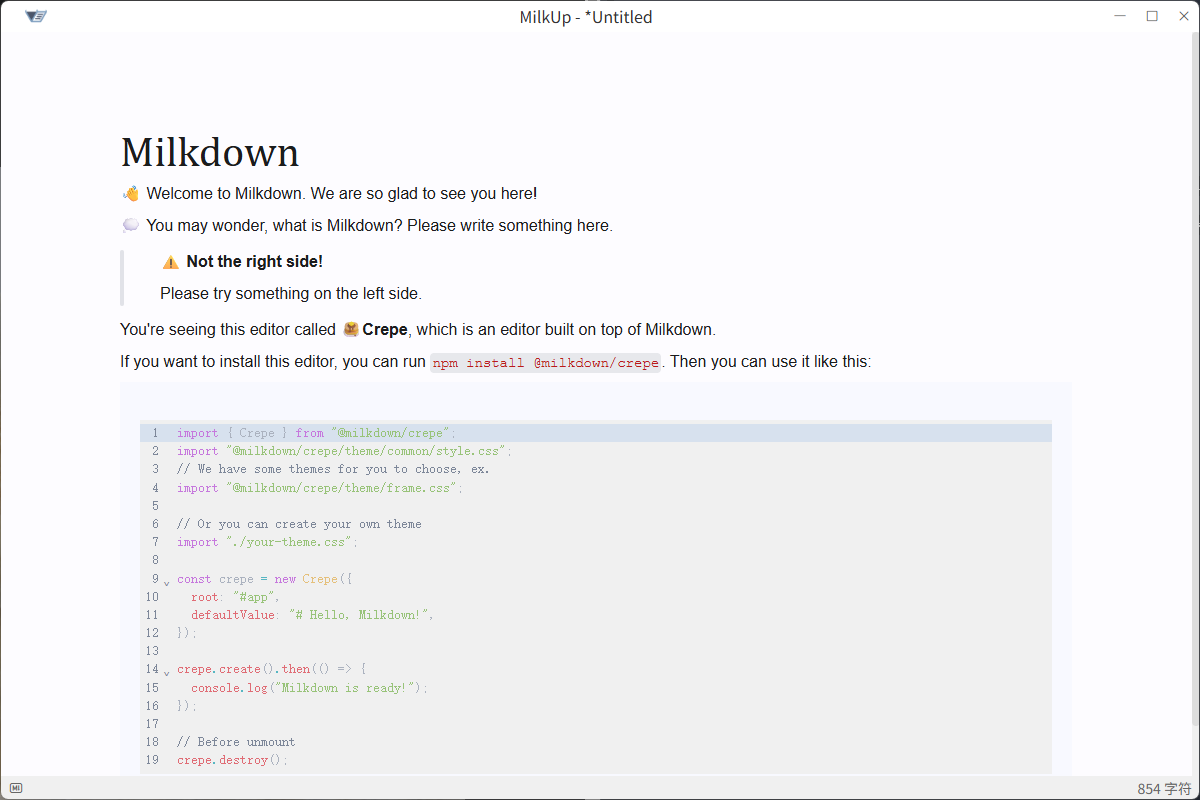 MilkUp - *Untitled
Milkdown
👋 Welcome to Milkdown. We are so glad to see you here!
💭 You may wonder, what is Milkdown? Please write something here.
⚠️ Not the right side!
Please try something on the left side.
You're seeing this editor called 🥞Crepe, which is an editor built on top of Milkdown.
If you want to install this editor, you can run npm install @milkdown/crepe. Then you can use it like this:
1 import { Crepe } from "@milkdown/crepe";
2 import "@milkdown/crepe/theme/common/style.css";
3 // We have some themes for you to choose, ex.
4 import "@milkdown/crepe/theme/frame.css";
5
6 // Or you can create your own theme
7 import "./your-theme.css";
8
9 const crepe = new Crepe({
10   root: "#app",
11   defaultValue: "# Hello, Milkdown!",
12 });
13
14 crepe.create().then(() => {
15   console.log("Milkdown is ready!");
16 });
17
18 // Before unmount
19 crepe.destroy();
854 字符